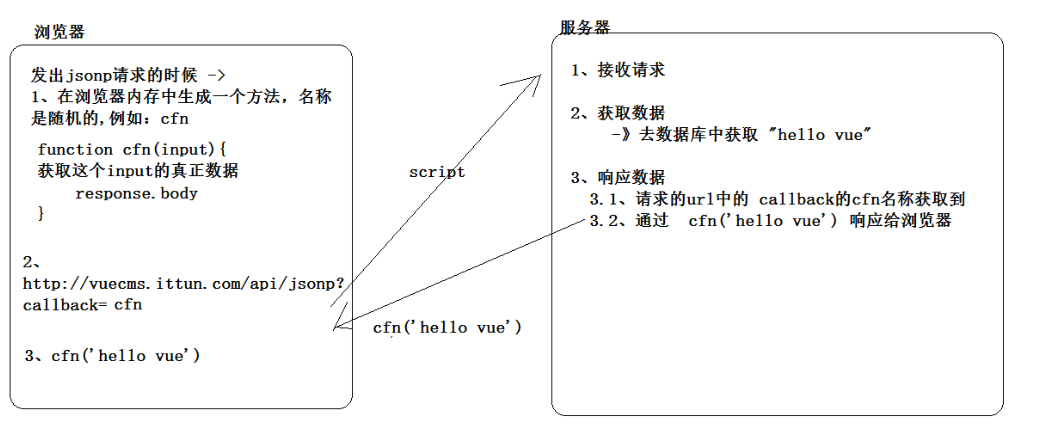 浏览器
发出jsonp请求的时候 ->
1、在浏览器内存中生成一个方法，名称
是随机的,例如：cfn
function cfn(input){
获取这个input的真正数据
response.body
}
2、
http://vuecms.ittun.com/api/jsonp?
callback= cfn
3、cfn('hello vue')
script
cfn('hello vue')
服务器
1、接收请求
2、获取数据
-》去数据库中获取 "hello vue"
3、响应数据
3.1、请求的url中的 callback的cfn名称获取到
3.2、通过 cfn('hello vue') 响应给浏览器